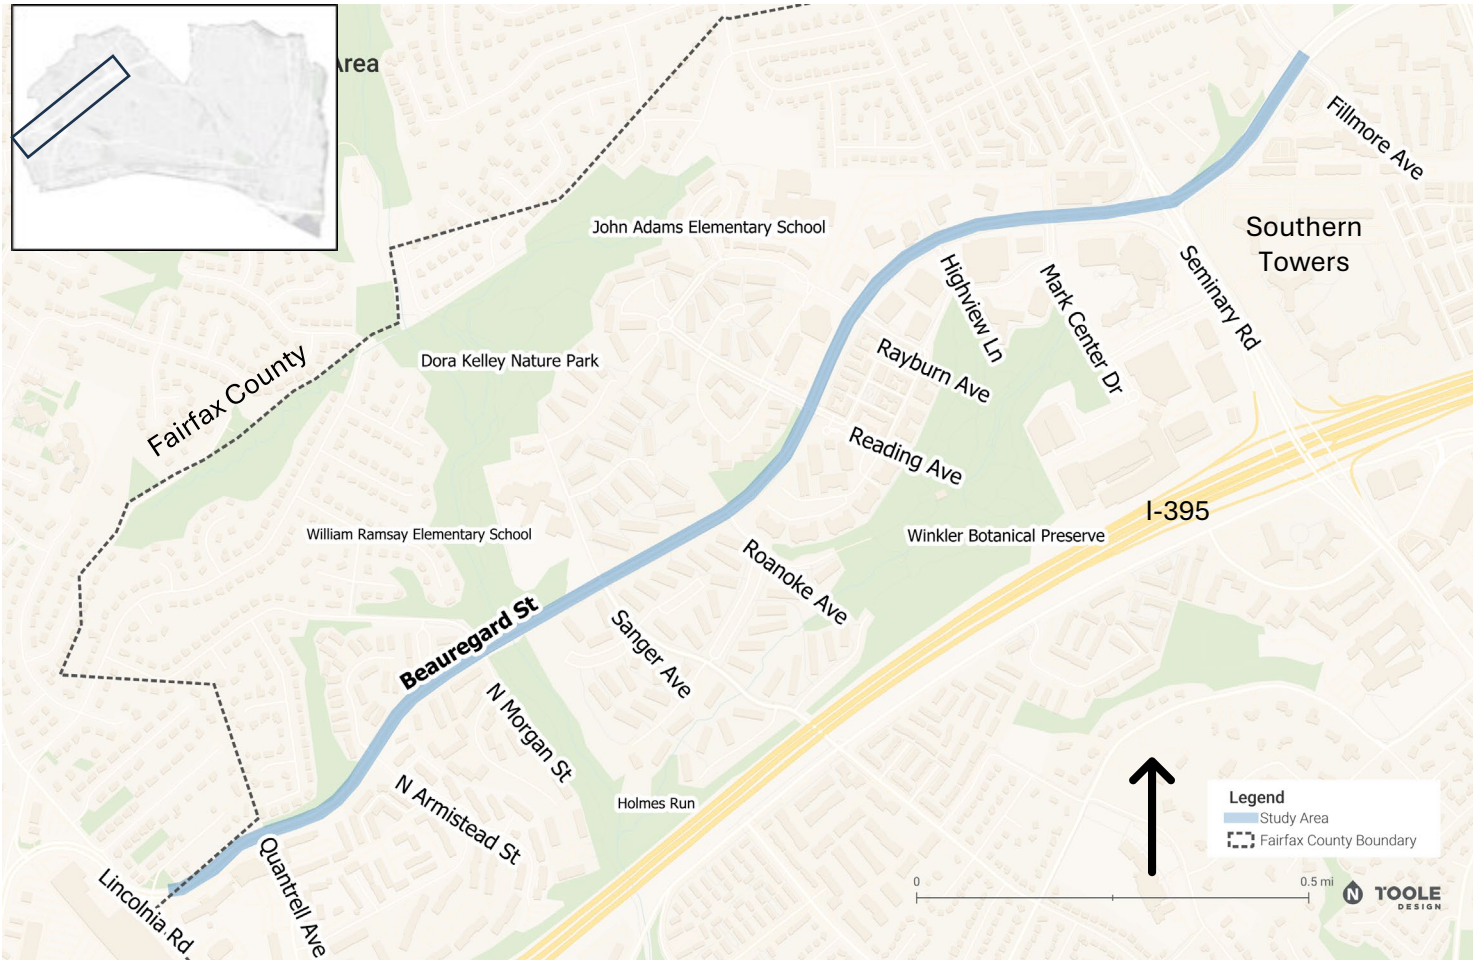 Area
Fillmore Ave
John Adams Elementary School
Southern
Towers
Highview Ln
Mark Center Dr
Seminary Rd
Fairfax County
Dora Kelley Nature Park
Rayburn Ave
Reading Ave
I-395
William Ramsay Elementary School
Winkler Botanical Preserve
Roanoke Ave
Beauregard St
Sanger Ave
N Morgan St
N Armistead St
Holmes Run
Quantrell Ave
Lincolnia Rd
Legend
Study Area
Fairfax County Boundary
0
0.5 mi
N
TOOLE
DESIGN